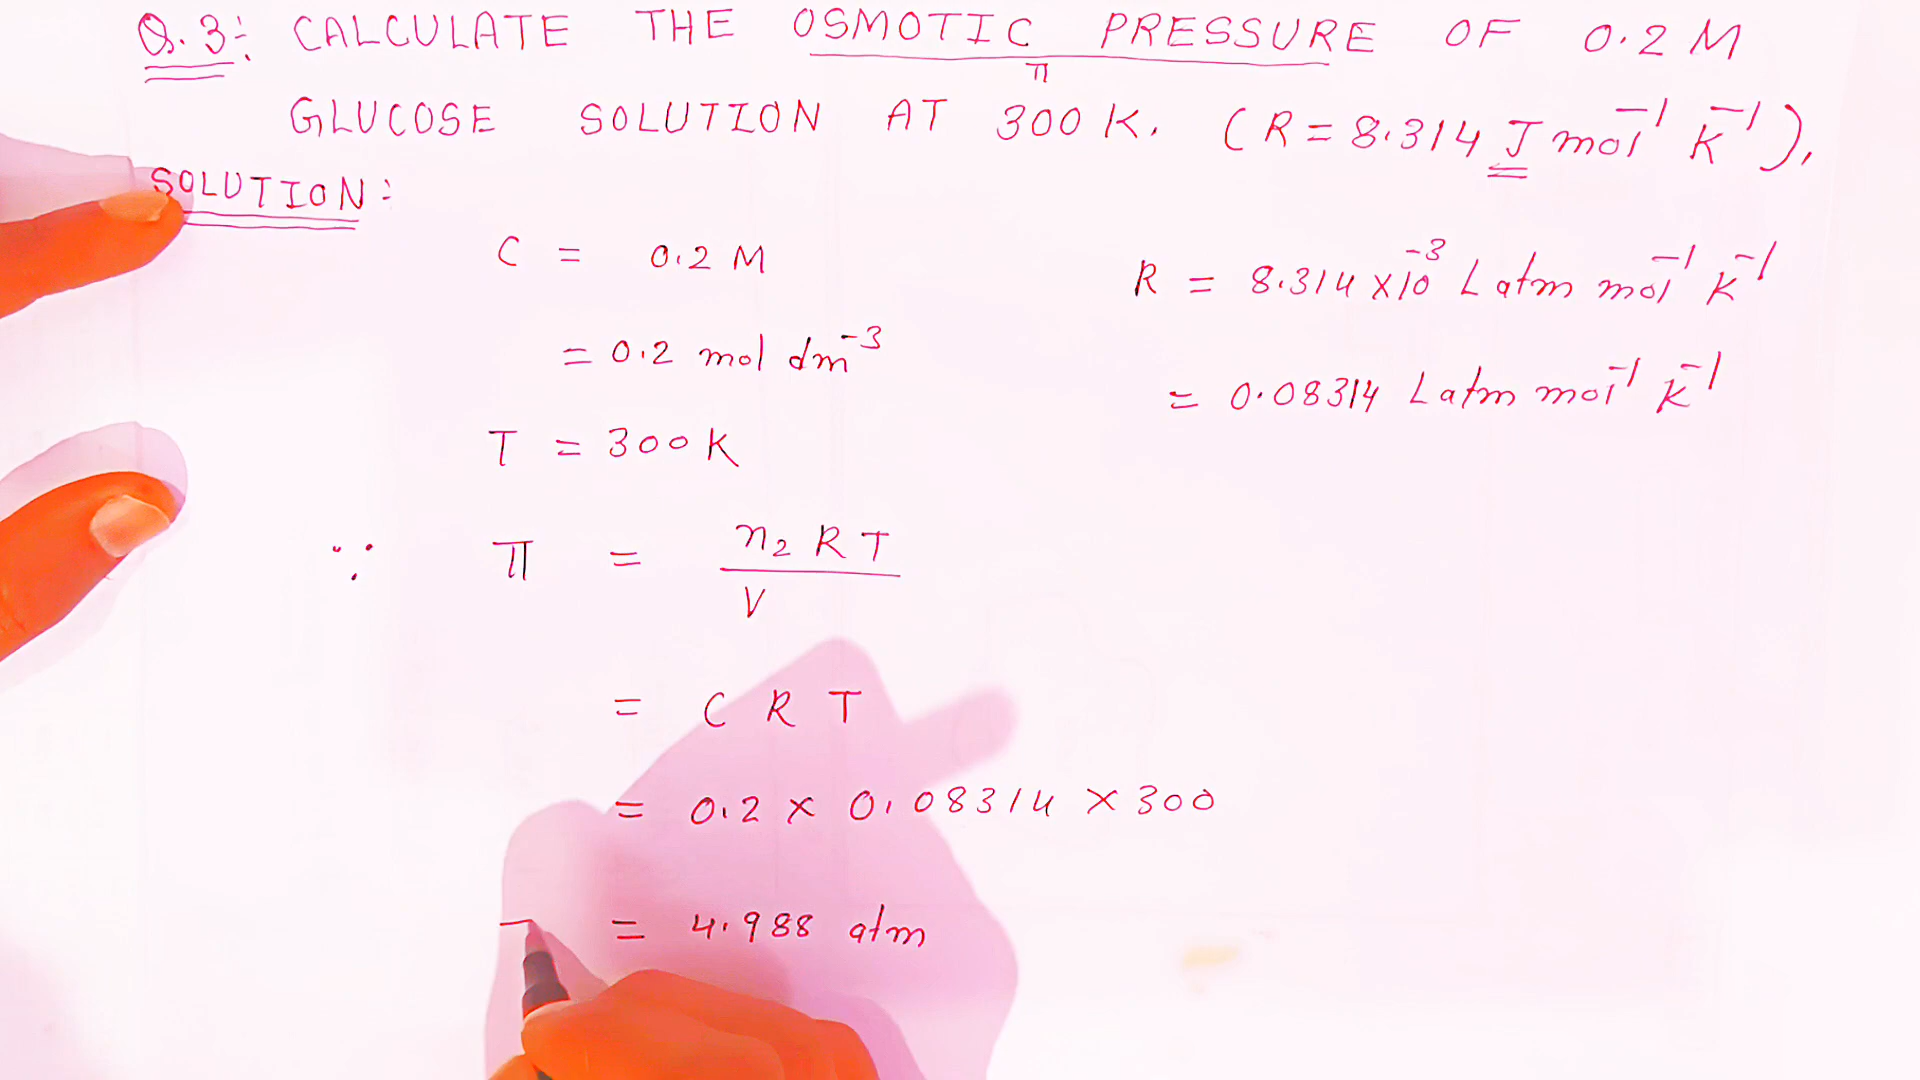 Q.3:- CALCULATE THE OSMOTIC PRESSURE OF 0.2 M
π
GLUCOSE SOLUTION AT 300 K. (R = 8.314 J mol⁻¹ K⁻¹).
SOLUTION:
C = 0.2 M
= 0.2 mol dm⁻³
T = 300 K
∵ π = n₂ R T / V
= C R T
= 0.2 × 0.08314 × 300
= 4.988 atm
R = 8.314 × 10⁻³ L atm mol⁻¹ K⁻¹
= 0.08314 L atm mol⁻¹ K⁻¹